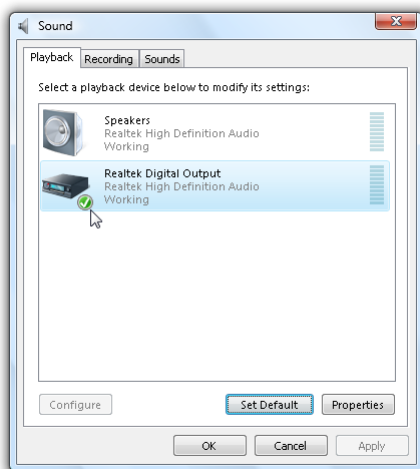 Sound
Playback Recording Sounds
Select a playback device below to modify its settings:
Speakers
Realtek High Definition Audio
Working
Realtek Digital Output
Realtek High Definition Audio
Working
Configure Set Default Properties
OK Cancel Apply